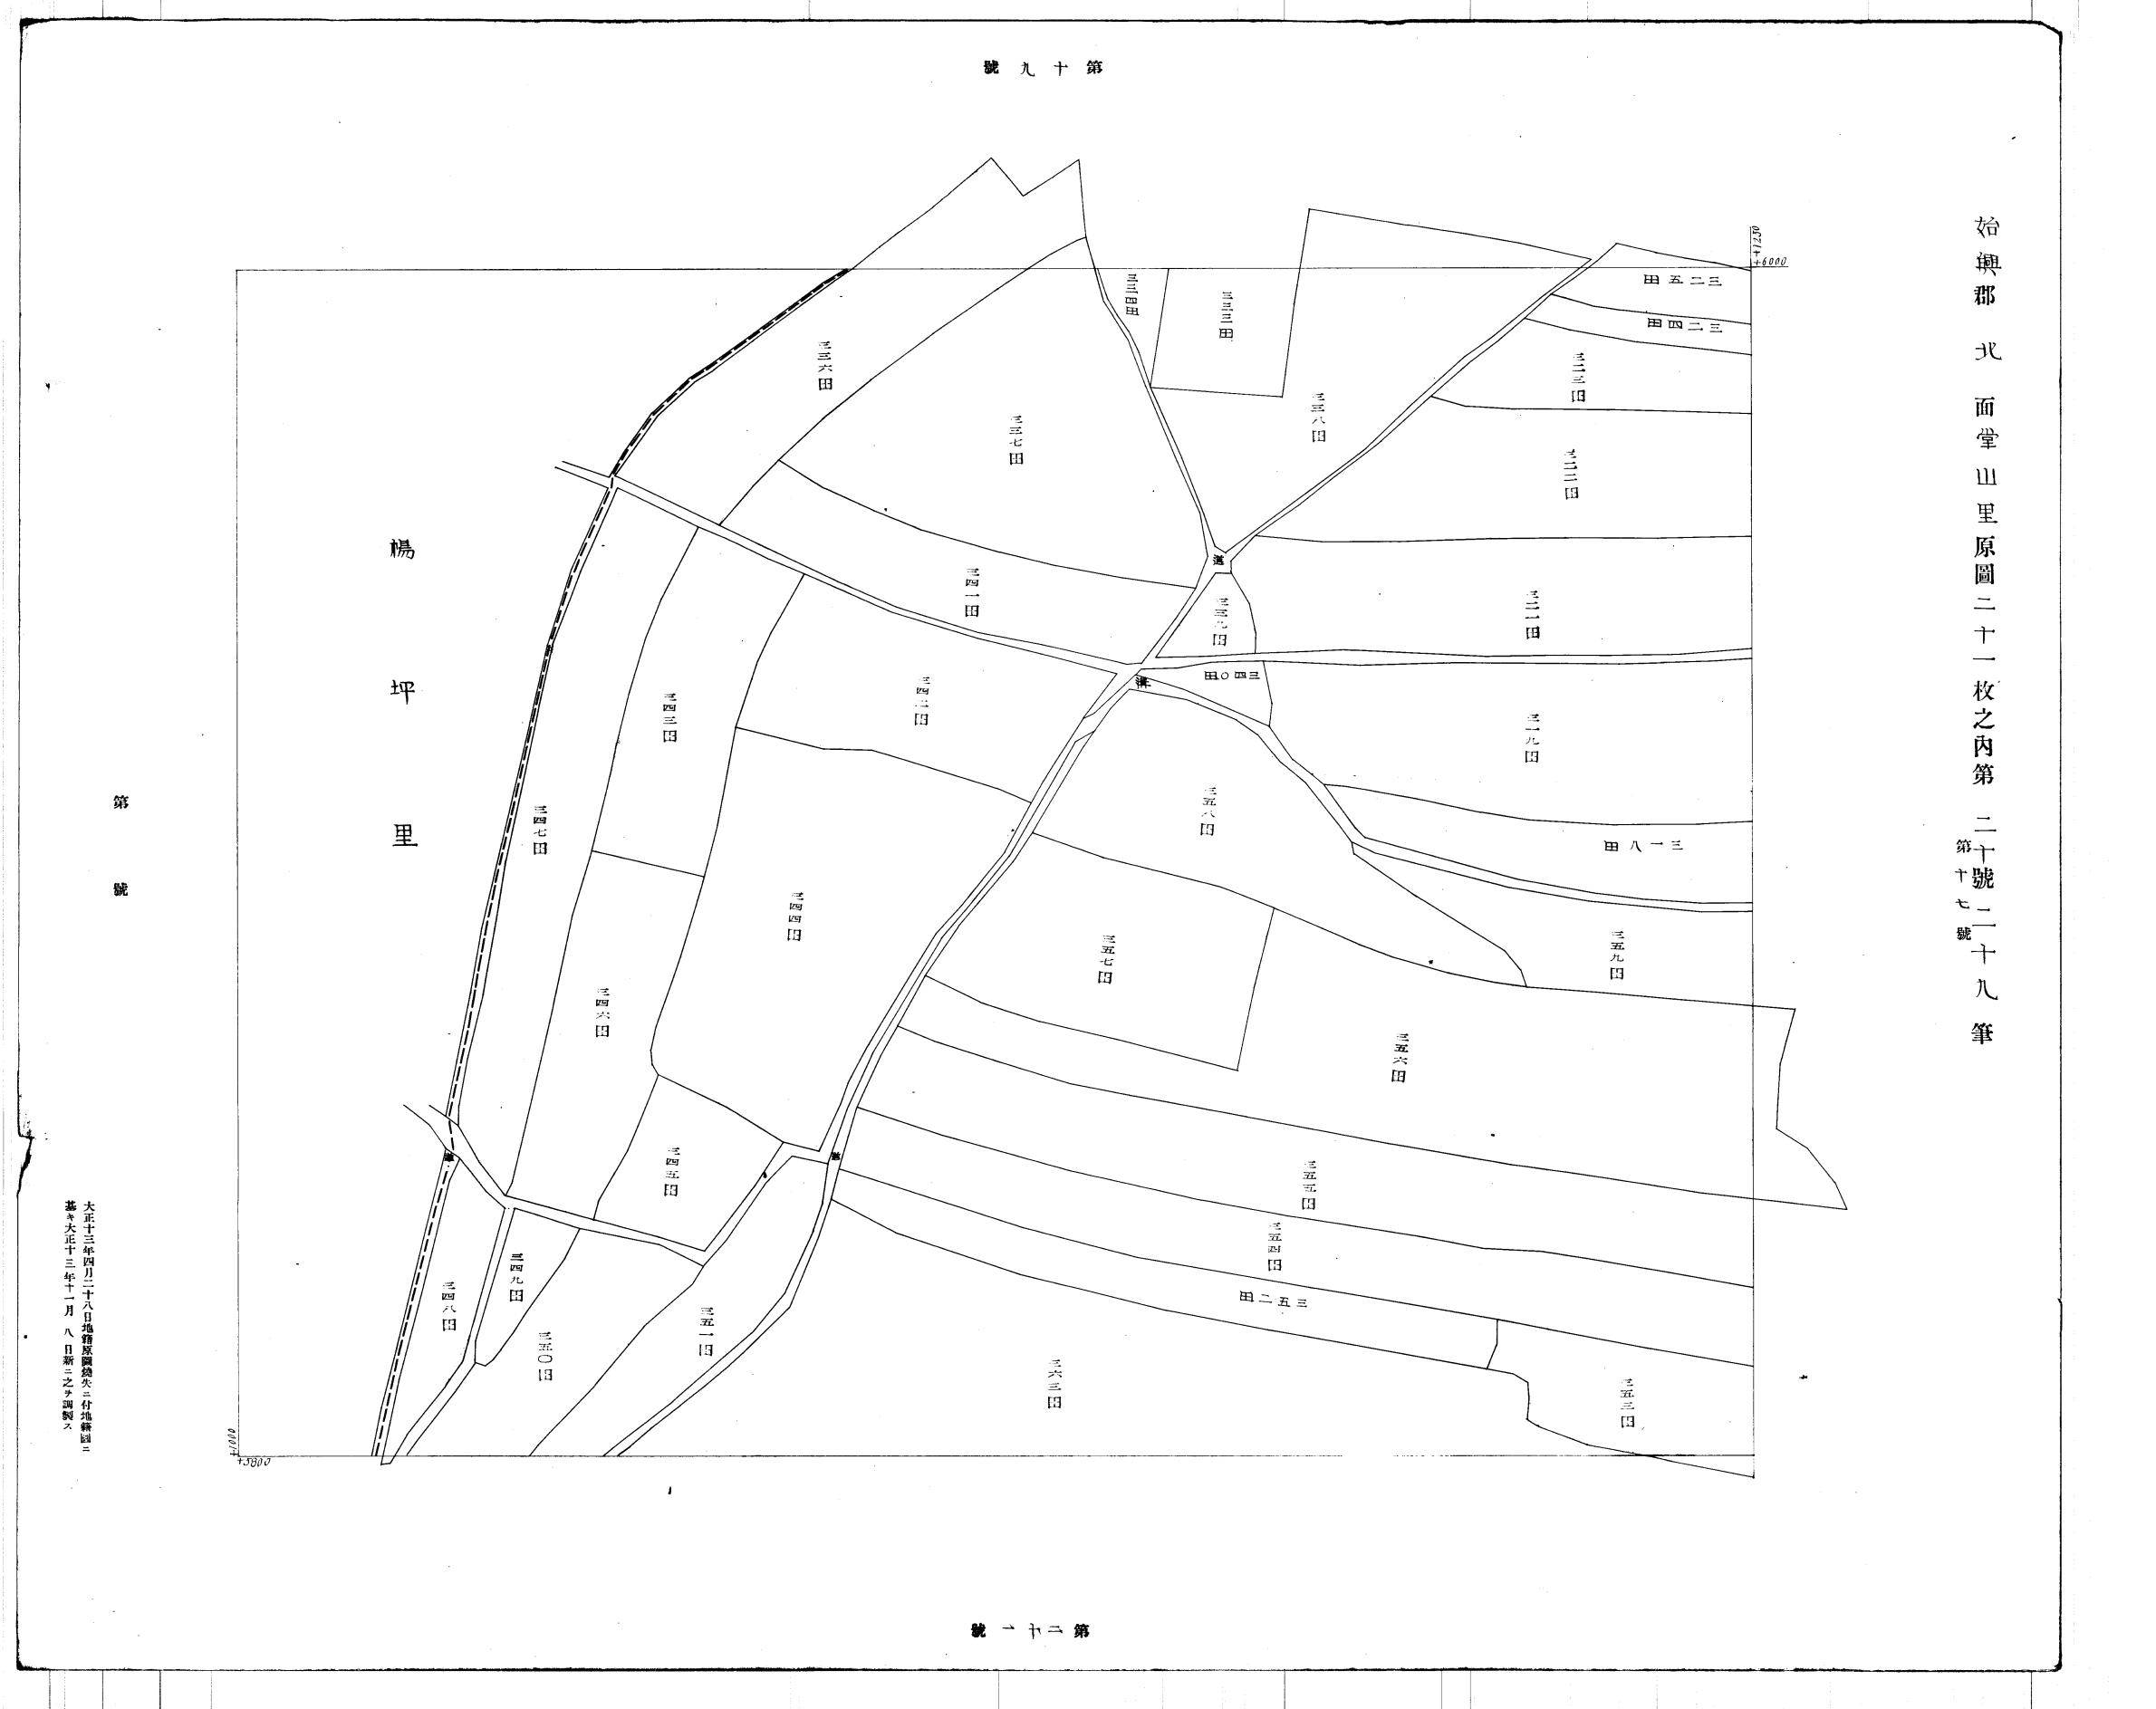 始興郡北面堂山里原圖二十一枚之內第二十號二十九筆
第十七號
第十九號
+1250
+6000
三二五田
三二四田
三二三田
三二二田
三二一田
三一九田
三一八田
三三四田
三三三田
三三八田
三三六田
三三七田
三四一田
溝
三三九田
三四〇田
溝
三四二田
三四三田
三四七田
三四四田
三四六田
三四五田
三五八田
三五七田
三五九田
三五六田
三五五田
三五四田
三五二田
三五三田
三六三田
三五一田
三五〇田
三四九田
三四八田
溝
溝
楊坪里
第 號
+1000
+5800
大正十三年四月二十八日地籍原圖燒失ニ付地籍圖ニ
基キ大正十三年十一月八日新ニ之ヲ調製ス
第二十一號